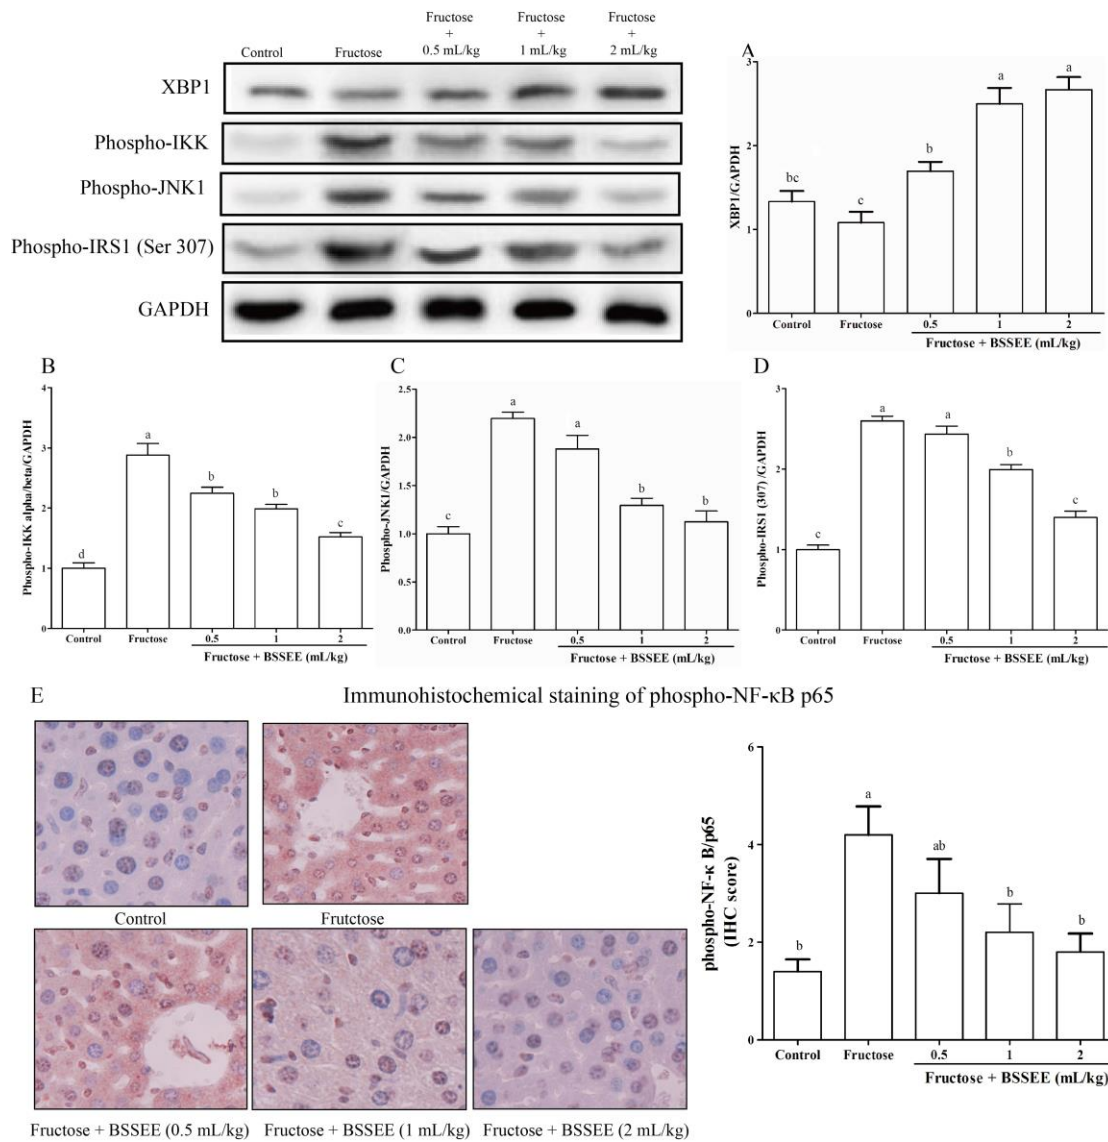 Control
Fructose
Fructose
+
0.5 mL/kg
Fructose
+
1 mL/kg
Fructose
+
2 mL/kg
XBP1
Phospho-IKK
Phospho-JNK1
Phospho-IRS1 (Ser 307)
GAPDH
A
XBP1/GAPDH
3
2
1
0
bc
c
b
a
a
Control
Fructose
0.5
1
2
Fructose + BSSEE (mL/kg)
B
Phospho-IKK alpha/beta/GAPDH
4
3
2
1
0
d
a
b
b
c
Control
Fructose
0.5
1
2
Fructose + BSSEE (mL/kg)
C
Phospho-JNK1/GAPDH
2.5
2.0
1.5
1.0
0.5
0.0
c
a
a
b
b
Control
Fructose
0.5
1
2
Fructose + BSSEE (mL/kg)
D
Phospho-IRS1 (307) /GAPDH
3
2
1
0
c
a
a
b
c
Control
Fructose
0.5
1
2
Fructose + BSSEE (mL/kg)
E
Immunohistochemical staining of phospho-NF-κB p65
Control
Frutctose
Fructose + BSSEE (0.5 mL/kg)
Fructose + BSSEE (1 mL/kg)
Fructose + BSSEE (2 mL/kg)
phospho-NF-κ B/p65
(IHC score)
6
4
2
0
b
a
ab
b
b
Control
Fructose
0.5
1
2
Fructose + BSSEE (mL/kg)